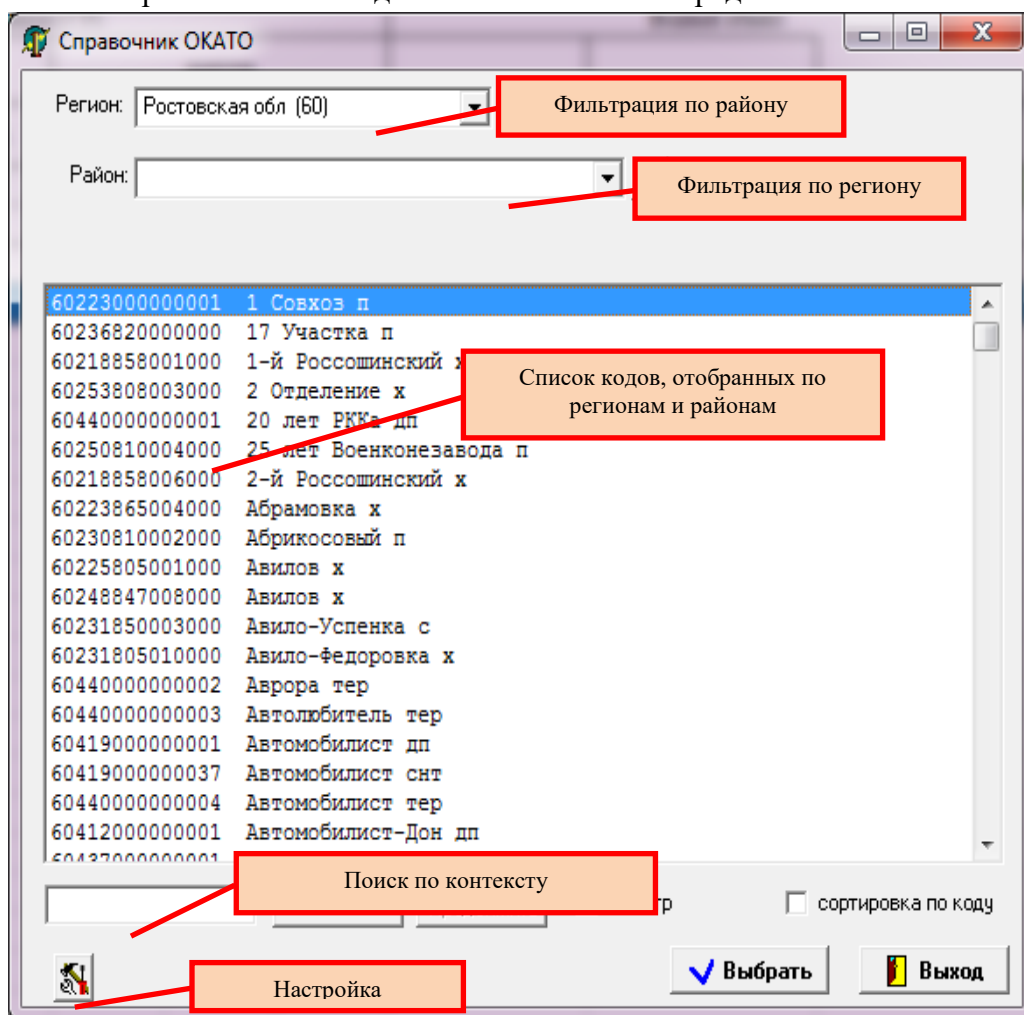 Справочник ОКАТО
Регион: Ростовская обл (60)
Фильтрация по району
Район:
Фильтрация по региону
60223000000001 1 Совхоз п
60236820000000 17 Участка п
60218858001000 1-й Россошинский х
60253808003000 2 Отделение х
Список кодов, отобранных по
регионам и районам
60440000000001 20 лет РККа дп
60250810004000 25 лет Военконезавода п
60218858006000 2-й Россошинский х
60223865004000 Абрамовка х
60230810002000 Абрикосовый п
60225805001000 Авилов х
60248847008000 Авилов х
60231850003000 Авило-Успенка с
60231805010000 Авило-Федоровка х
60440000000002 Аврора тер
60440000000003 Автолюбитель тер
60419000000001 Автомобилист дп
60419000000037 Автомобилист снт
60440000000004 Автомобилист тер
60412000000001 Автомобилист-Дон дп
60437000000001
Поиск по контексту
сортировка по коду
Настройка
Выбрать
Выход